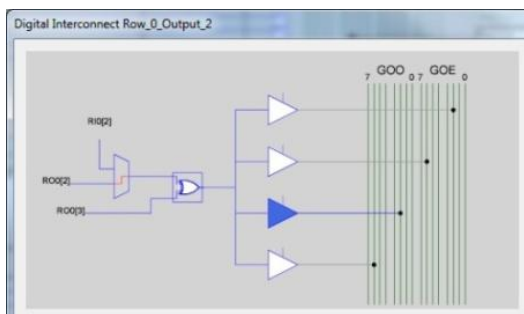 Digital Interconnect Row_0_Output_2
7 GOO 0 7 GOE 0
RI0[2]
RO0[2]
RO0[3]